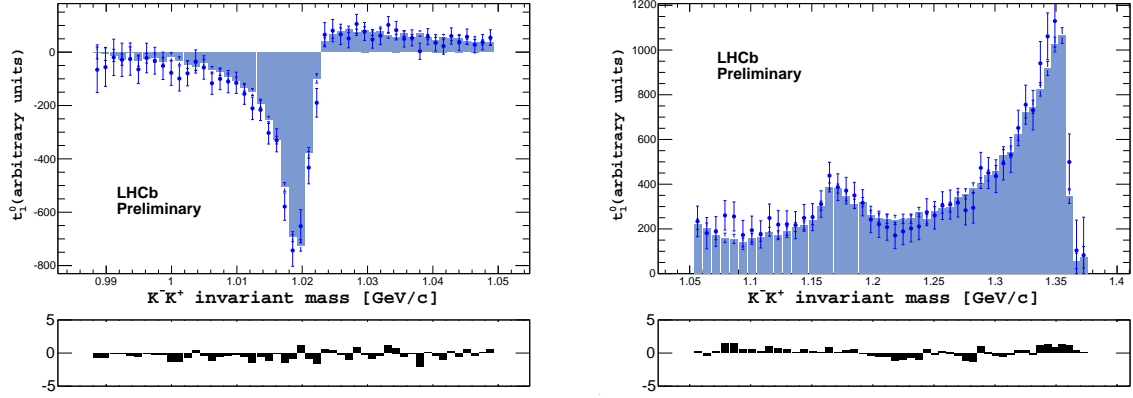 t₁⁰(arbitrary units)
0
-200
-400
-600
-800
LHCb
Preliminary
0.99 1 1.01 1.02 1.03 1.04 1.05
K⁻K⁺ invariant mass [GeV/c]
5
0
-5
t₁⁰(arbitrary units)
1200
1000
800
600
400
200
0
LHCb
Preliminary
1.05 1.1 1.15 1.2 1.25 1.3 1.35 1.4
K⁻K⁺ invariant mass [GeV/c]
5
0
-5